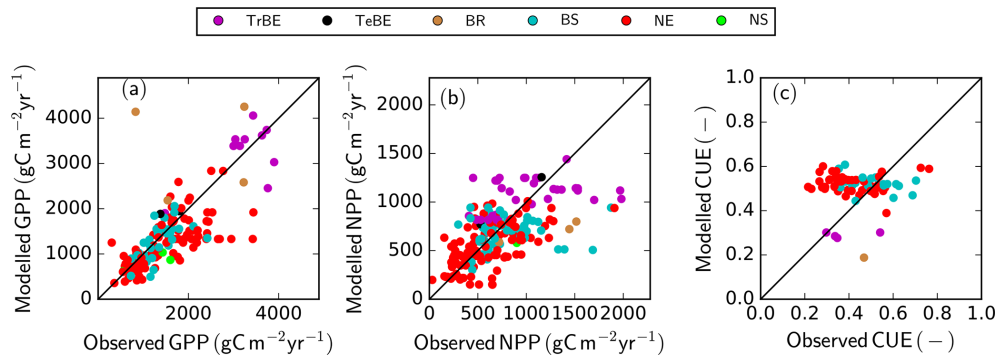 TrBE TeBE BR BS NE NS
(a)
Modelled GPP (gC m⁻²yr⁻¹)
4000
3000
2000
1000
0
0 2000 4000
Observed GPP (gC m⁻²yr⁻¹)
(b)
Modelled NPP (gC m⁻²yr⁻¹)
2000
1500
1000
500
0
0 500 1000 1500 2000
Observed NPP (gC m⁻²yr⁻¹)
(c)
Modelled CUE (−)
1.0
0.8
0.6
0.4
0.2
0.0
0.0 0.2 0.4 0.6 0.8 1.0
Observed CUE (−)